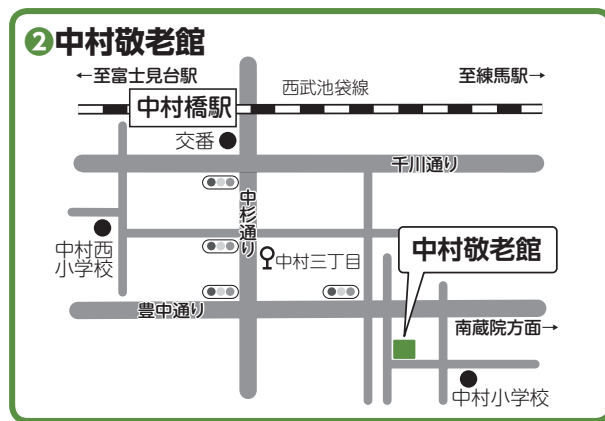 ❷中村敬老館
←至富士見台駅
至練馬駅→
西武池袋線
中村橋駅
交番
千川通り
中杉通り
中村西
小学校
中村三丁目
中村敬老館
豊中通り
南蔵院方面→
中村小学校